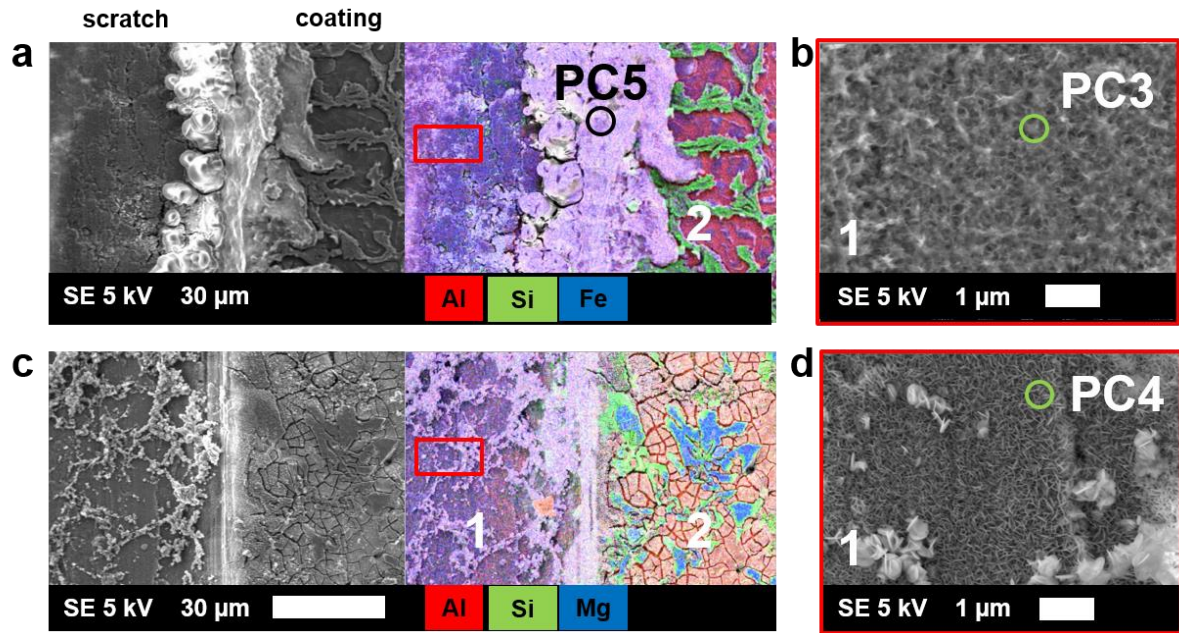 scratch coating
a
PC5
2
SE 5 kV 30 µm
Al Si Fe
b
PC3
1
SE 5 kV 1 µm
c
1 2
SE 5 kV 30 µm
Al Si Mg
d
PC4
1
SE 5 kV 1 µm